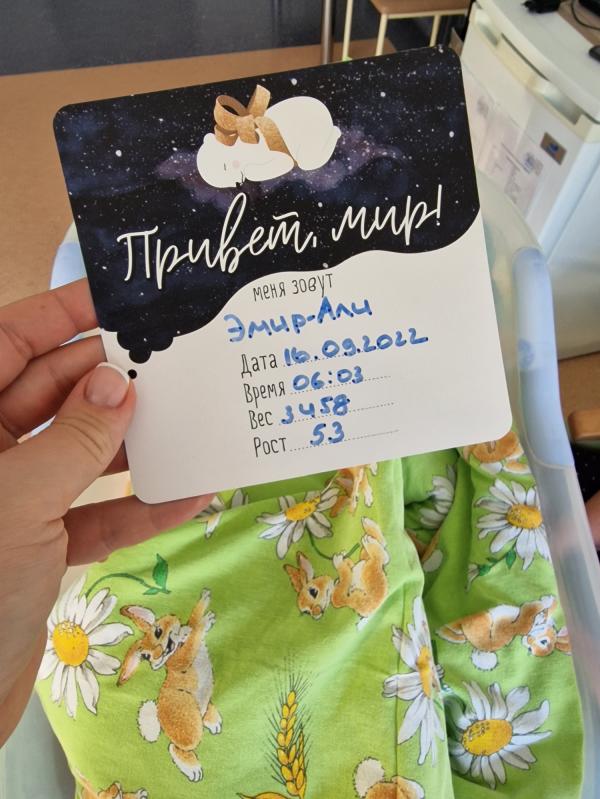 Привет, мир!
меня зовут
Эмир-Али
Дата 16.09.2022
Время 06:03
Вес 3458
Рост 53